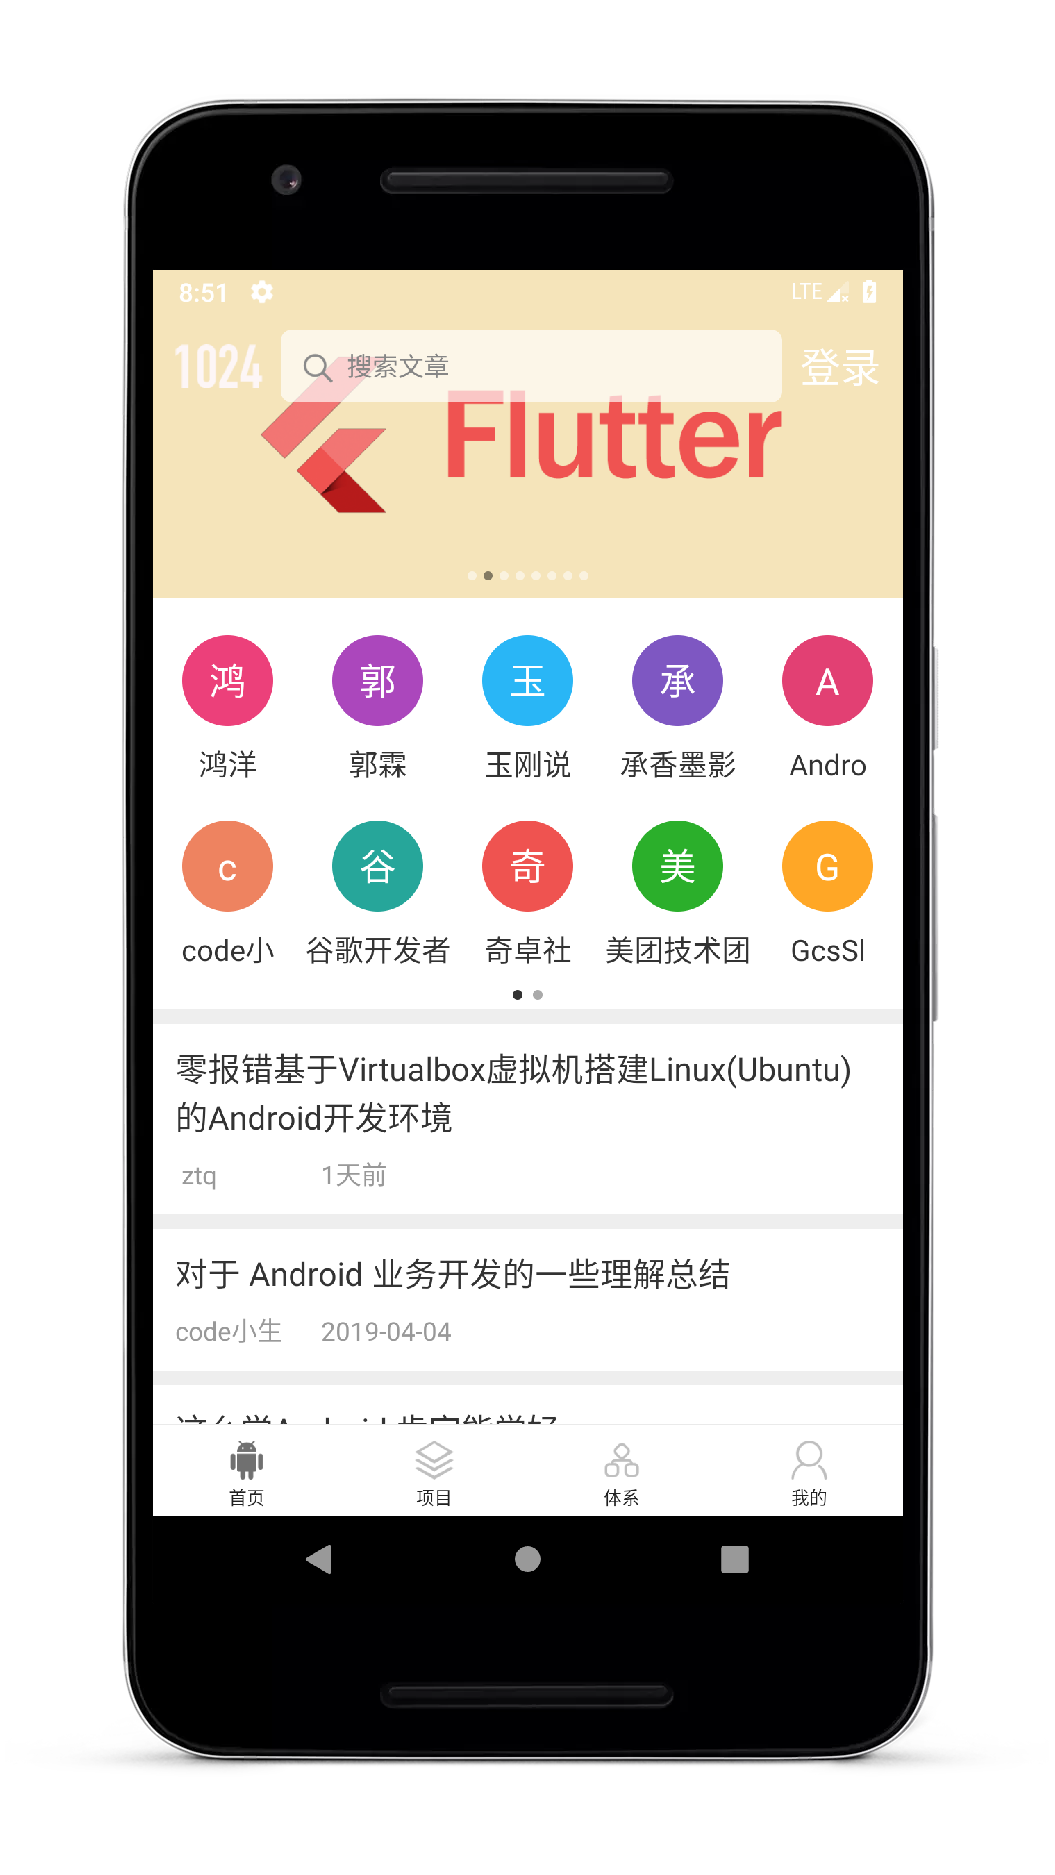 8:51
LTE
1024
搜索文章
登录
Flutter
鸿
郭
玉
承
A
鸿洋
郭霖
玉刚说
承香墨影
Andro
c
谷
奇
美
G
code小
谷歌开发者
奇卓社
美团技术团
GcsSl
零报错基于Virtualbox虚拟机搭建Linux(Ubuntu)
的Android开发环境
ztq
1天前
对于 Android 业务开发的一些理解总结
code小生
2019-04-04
首页
项目
体系
我的